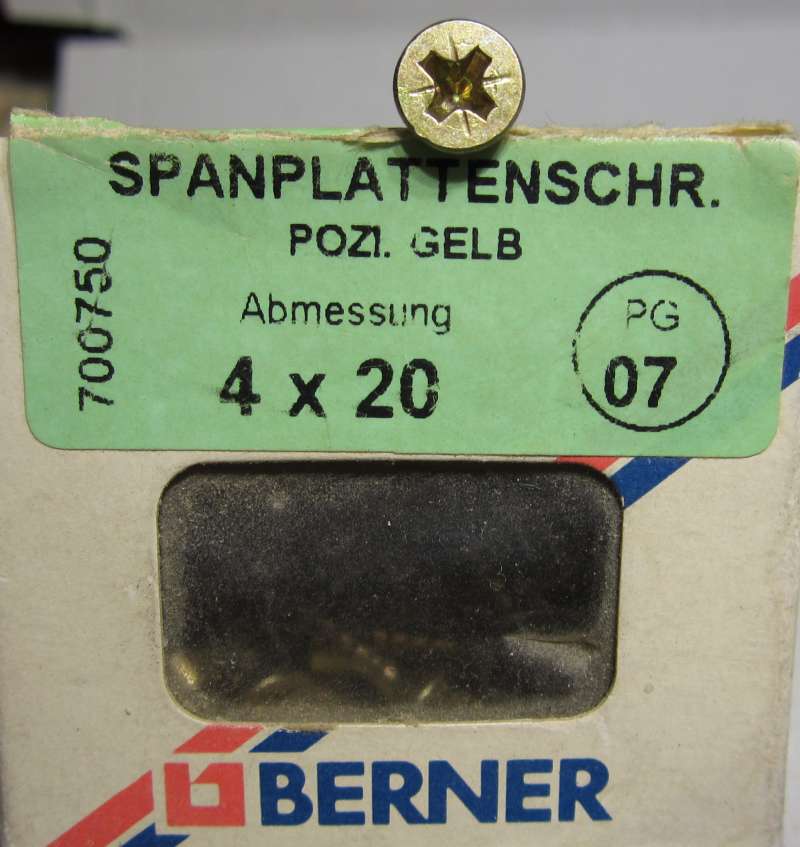 SPANPLATTENSCHR.
POZI. GELB
700750
Abmessung
4 x 20
PG
07
BERNER